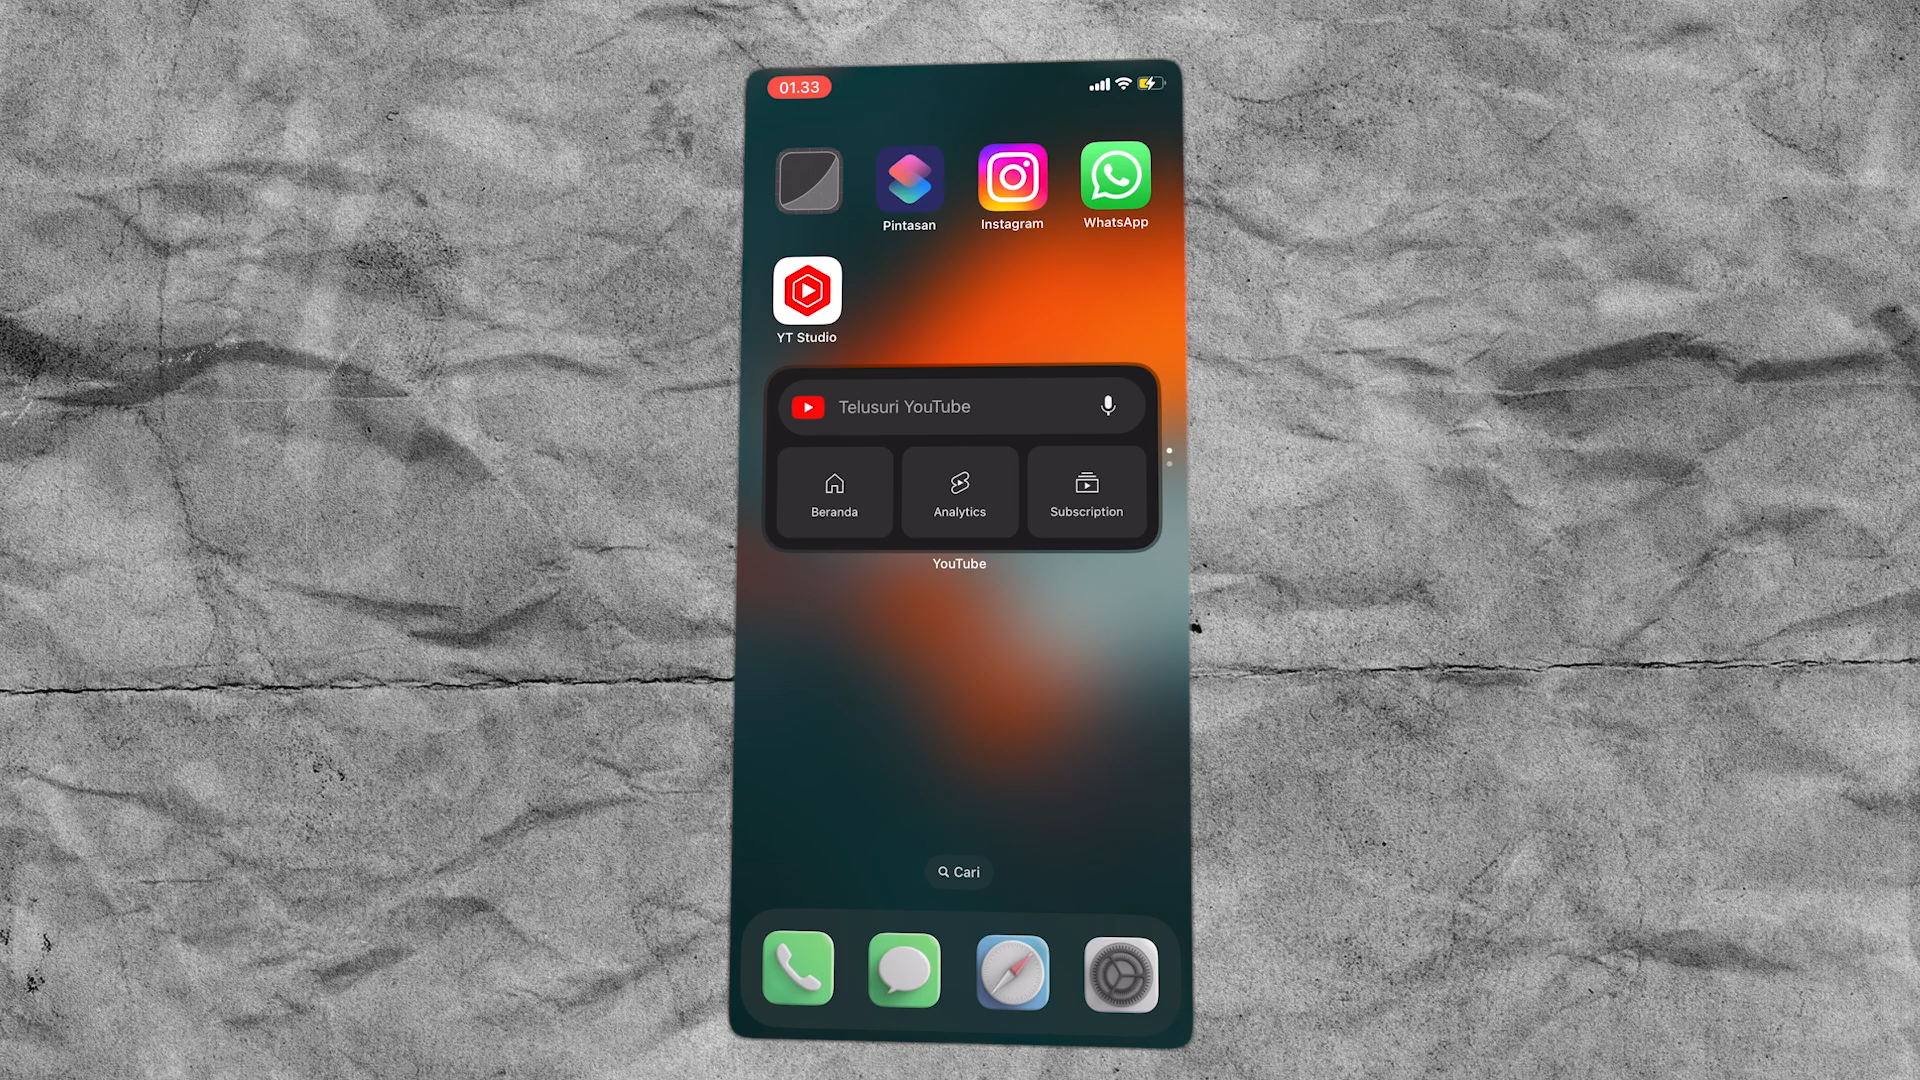 01.33
Pintasan
Instagram
WhatsApp
YT Studio
Telusuri YouTube
Beranda
Analytics
Subscription
YouTube
Cari